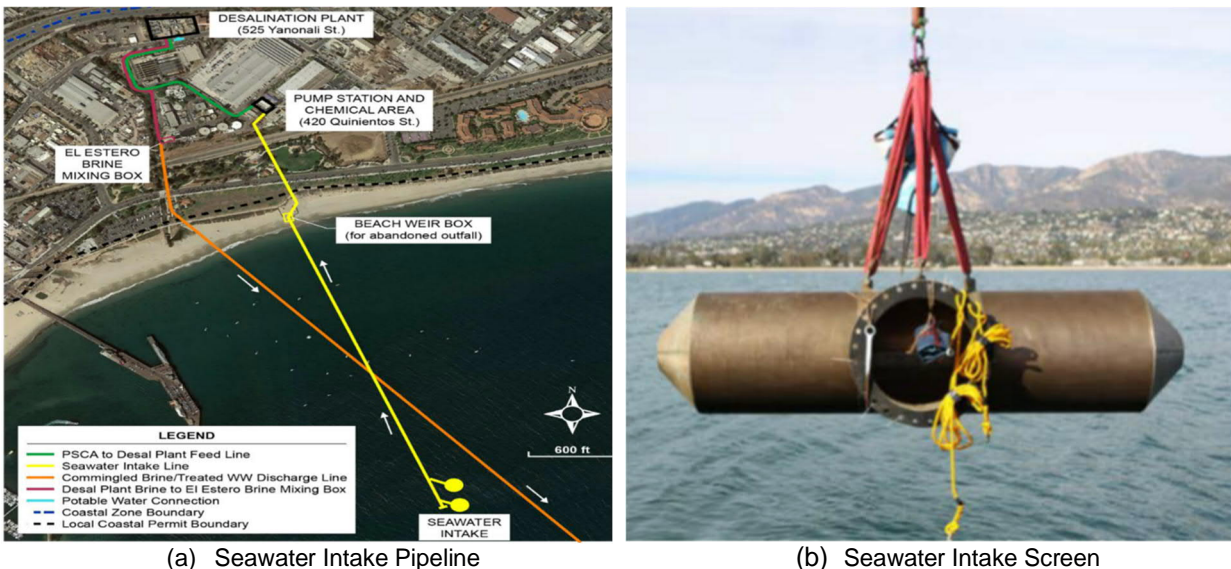 DESALINATION PLANT
(525 Yanonali St.)
PUMP STATION AND
CHEMICAL AREA
(420 Quinientos St.)
EL ESTERO
BRINE
MIXING BOX
BEACH WEIR BOX
(for abandoned outfall)
N
600 ft
LEGEND
PSCA to Desal Plant Feed Line
Seawater Intake Line
Commingled Brine/Treated WW Discharge Line
Desal Plant Brine to El Estero Brine Mixing Box
Potable Water Connection
Coastal Zone Boundary
Local Coastal Permit Boundary
SEAWATER
INTAKE
(a) Seawater Intake Pipeline
(b) Seawater Intake Screen